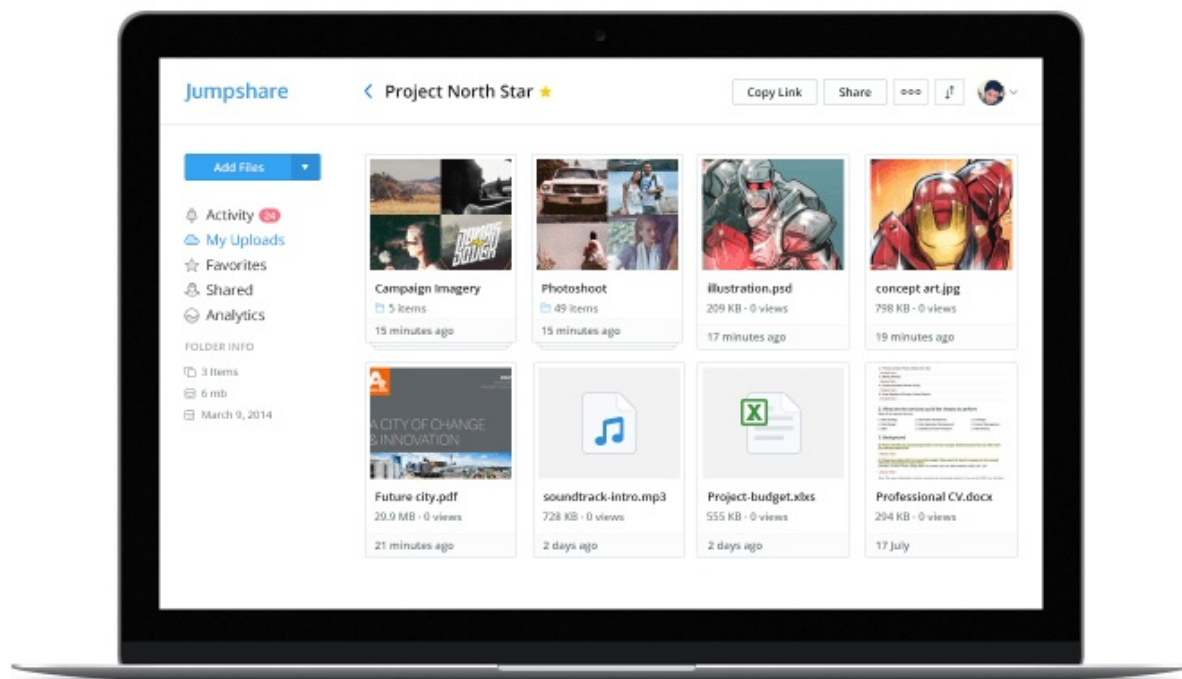 Jumpshare
Project North Star
Copy Link
Share
Add Files
Activity 24
My Uploads
Favorites
Shared
Analytics
FOLDER INFO
3 Items
6 mb
March 9, 2014
Campaign Imagery
5 items
15 minutes ago
Photoshoot
49 items
15 minutes ago
illustration.psd
209 KB · 0 views
17 minutes ago
concept art.jpg
798 KB · 0 views
19 minutes ago
A CITY OF CHANGE
& INNOVATION
Future city.pdf
29.9 MB · 0 views
21 minutes ago
soundtrack-intro.mp3
728 KB · 0 views
2 days ago
X
Project-budget.xlxs
555 KB · 0 views
2 days ago
Professional CV.docx
294 KB · 0 views
17 July